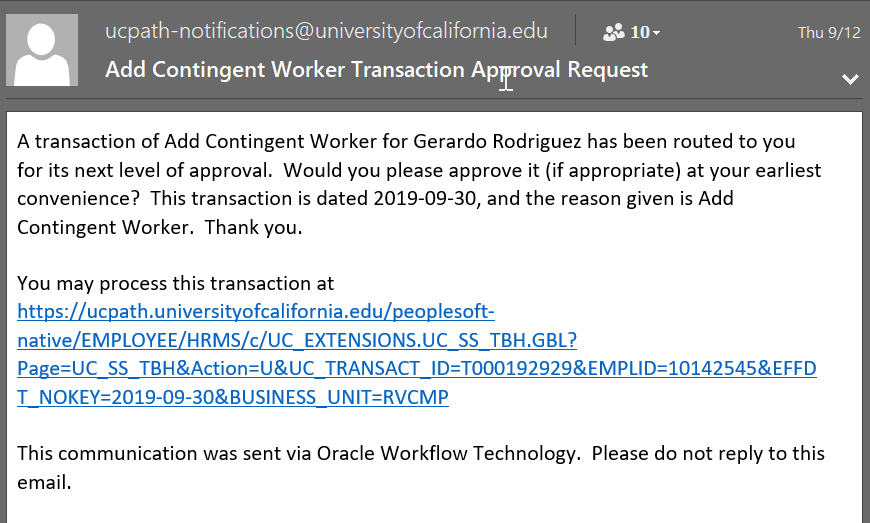 ucpath-notifications@universityofcalifornia.edu 10 Thu 9/12
Add Contingent Worker Transaction Approval Request
A transaction of Add Contingent Worker for Gerardo Rodriguez has been routed to you
for its next level of approval.  Would you please approve it (if appropriate) at your earliest
convenience?  This transaction is dated 2019-09-30, and the reason given is Add
Contingent Worker.  Thank you.
You may process this transaction at
https://ucpath.universityofcalifornia.edu/peoplesoft-
native/EMPLOYEE/HRMS/c/UC_EXTENSIONS.UC_SS_TBH.GBL?
Page=UC_SS_TBH&Action=U&UC_TRANSACT_ID=T000192929&EMPLID=10142545&EFFD
T_NOKEY=2019-09-30&BUSINESS_UNIT=RVCMP
This communication was sent via Oracle Workflow Technology.  Please do not reply to this
email.